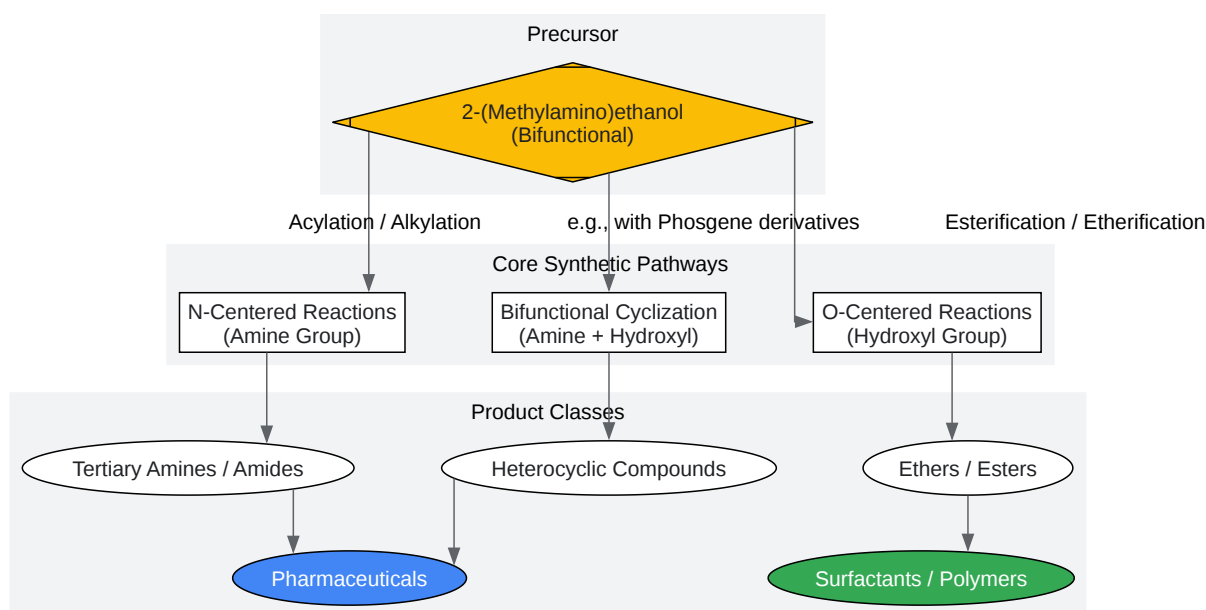 Precursor
2-(Methylamino)ethanol
(Bifunctional)
Acylation / Alkylation
e.g., with Phosgene derivatives
Esterification / Etherification
Core Synthetic Pathways
N-Centered Reactions
(Amine Group)
Bifunctional Cyclization
(Amine + Hydroxyl)
O-Centered Reactions
(Hydroxyl Group)
Product Classes
Tertiary Amines / Amides
Heterocyclic Compounds
Ethers / Esters
Pharmaceuticals
Surfactants / Polymers